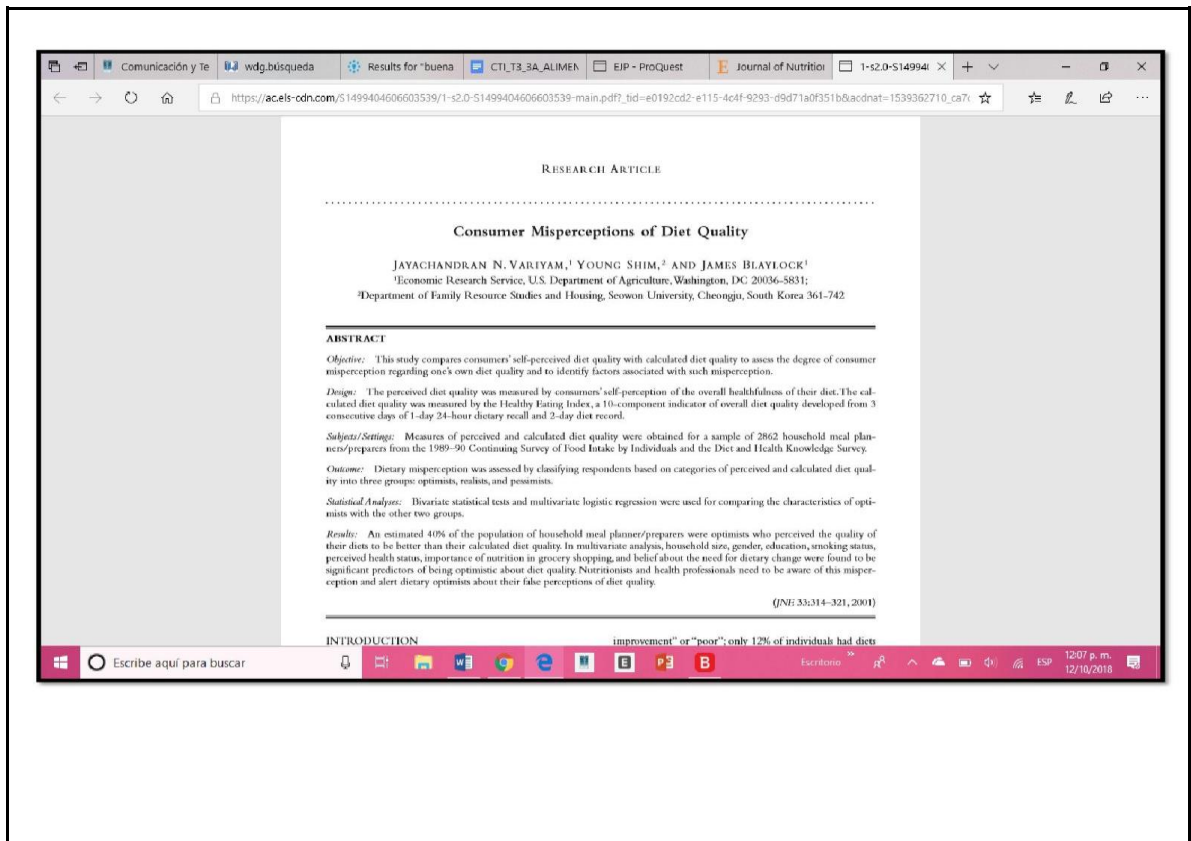 Comunicación y Te
wdg.búsqueda
Results for "buena
CTI_T3_3A_ALIMEN
EJP - ProQuest
Journal of Nutrition
1-s2.0-S149940
https://ac.els-cdn.com/S1499404606603539/1-s2.0-S1499404606603539-main.pdf?_tid=e0192cd2-e115-4c4f-9293-d9d71a0f351b&acdnat=1539362710_ca7c
RESEARCH ARTICLE
Consumer Misperceptions of Diet Quality
JAYACHANDRAN N. VARIYAM,¹ YOUNG SHIM,² AND JAMES BLAYLOCK¹
¹Economic Research Service, U.S. Department of Agriculture, Washington, DC 20036–5831;
²Department of Family Resource Studies and Housing, Seowon University, Cheongju, South Korea 361-742
ABSTRACT
Objective: This study compares consumers' self-perceived diet quality with calculated diet quality to assess the degree of consumer
misperception regarding one's own diet quality and to identify factors associated with such misperception.
Design: The perceived diet quality was measured by consumers' self-perception of the overall healthfulness of their diet. The cal-
culated diet quality was measured by the Healthy Eating Index, a 10-component indicator of overall diet quality developed from 3
consecutive days of 1-day 24-hour dietary recall and 2-day diet record.
Subjects/Settings: Measures of perceived and calculated diet quality were obtained for a sample of 2862 household meal plan-
ners/preparers from the 1989–90 Continuing Survey of Food Intake by Individuals and the Diet and Health Knowledge Survey.
Outcome: Dietary misperception was assessed by classifying respondents based on categories of perceived and calculated diet qual-
ity into three groups: optimists, realists, and pessimists.
Statistical Analyses: Bivariate statistical tests and multivariate logistic regression were used for comparing the characteristics of opti-
mists with the other two groups.
Results: An estimated 40% of the population of household meal planner/preparers were optimists who perceived the quality of
their diets to be better than their calculated diet quality. In multivariate analysis, household size, gender, education, smoking status,
perceived health status, importance of nutrition in grocery shopping, and belief about the need for dietary change were found to be
significant predictors of being optimistic about diet quality. Nutritionists and health professionals need to be aware of this misper-
ception and alert dietary optimists about their false perceptions of diet quality.
(JNE 33:314–321, 2001)
INTRODUCTION
improvement" or "poor"; only 12% of individuals had diets
Escribe aquí para buscar
Escritorio
ESP
12:07 p. m.
12/10/2018